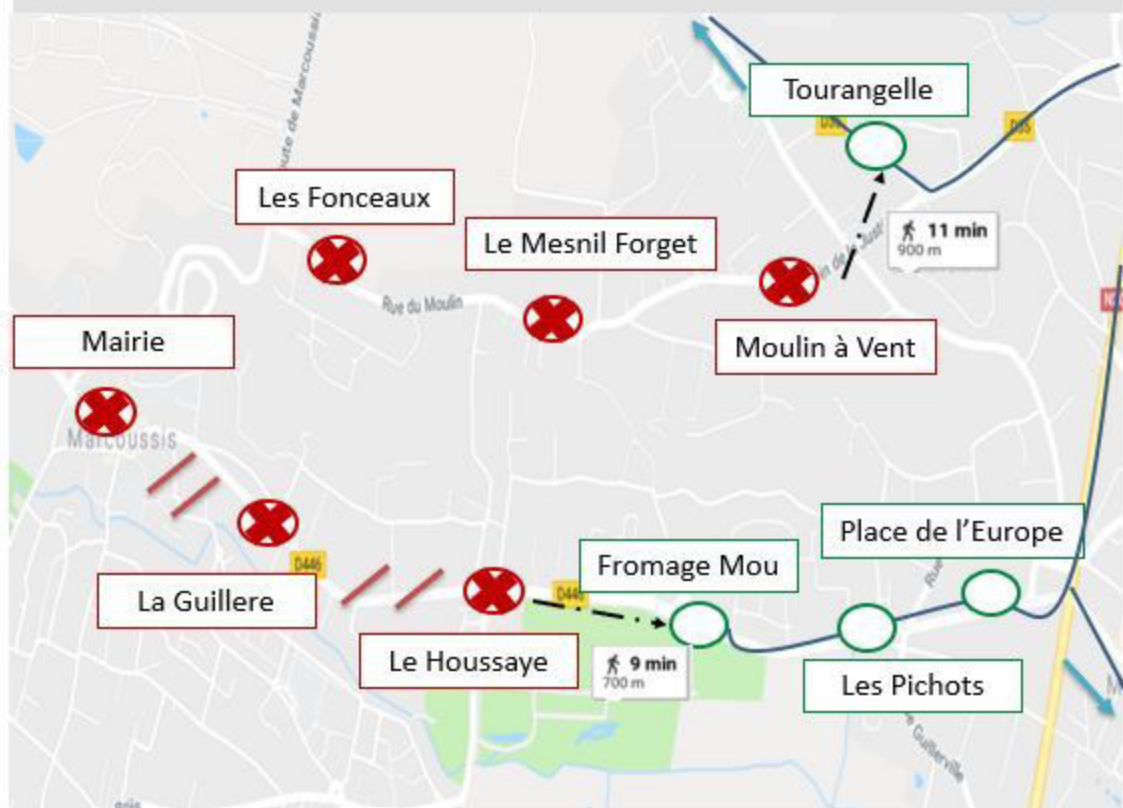 Tourangelle
D35
Les Fonceaux
Le Mesnil Forget
11 min
900 m
Rue du Moulin
Mairie
Moulin à Vent
Marcoussis
Place de l'Europe
D446
Fromage Mou
La Guillere
Le Houssaye
9 min
700 m
Les Pichots